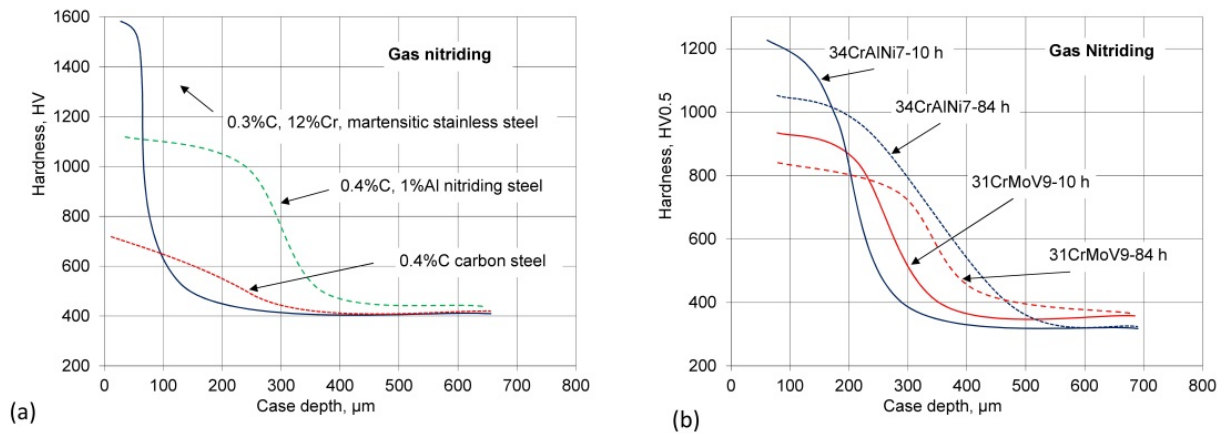 Gas nitriding
0.3%C, 12%Cr, martensitic stainless steel
0.4%C, 1%Al nitriding steel
0.4%C carbon steel
Hardness, HV
1600
1400
1200
1000
800
600
400
200
0 100 200 300 400 500 600 700 800
Case depth, µm
(a)
Gas Nitriding
34CrAlNi7-10 h
34CrAlNi7-84 h
31CrMoV9-10 h
31CrMoV9-84 h
Hardness, HV0.5
1200
1000
800
600
400
200
0 100 200 300 400 500 600 700 800
Case depth, µm
(b)